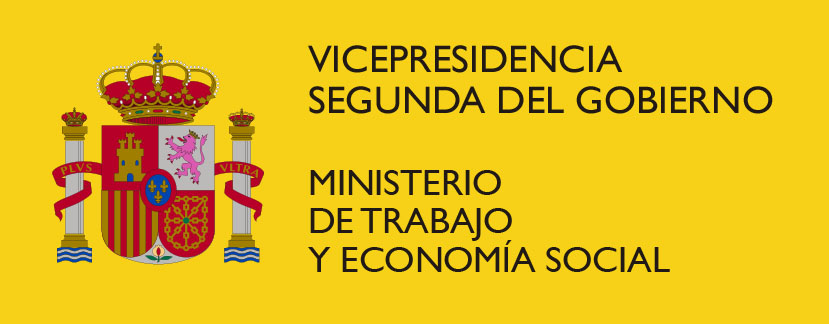 PLVS VLTRA
VICEPRESIDENCIA
SEGUNDA DEL GOBIERNO
MINISTERIO
DE TRABAJO
Y ECONOMÍA SOCIAL